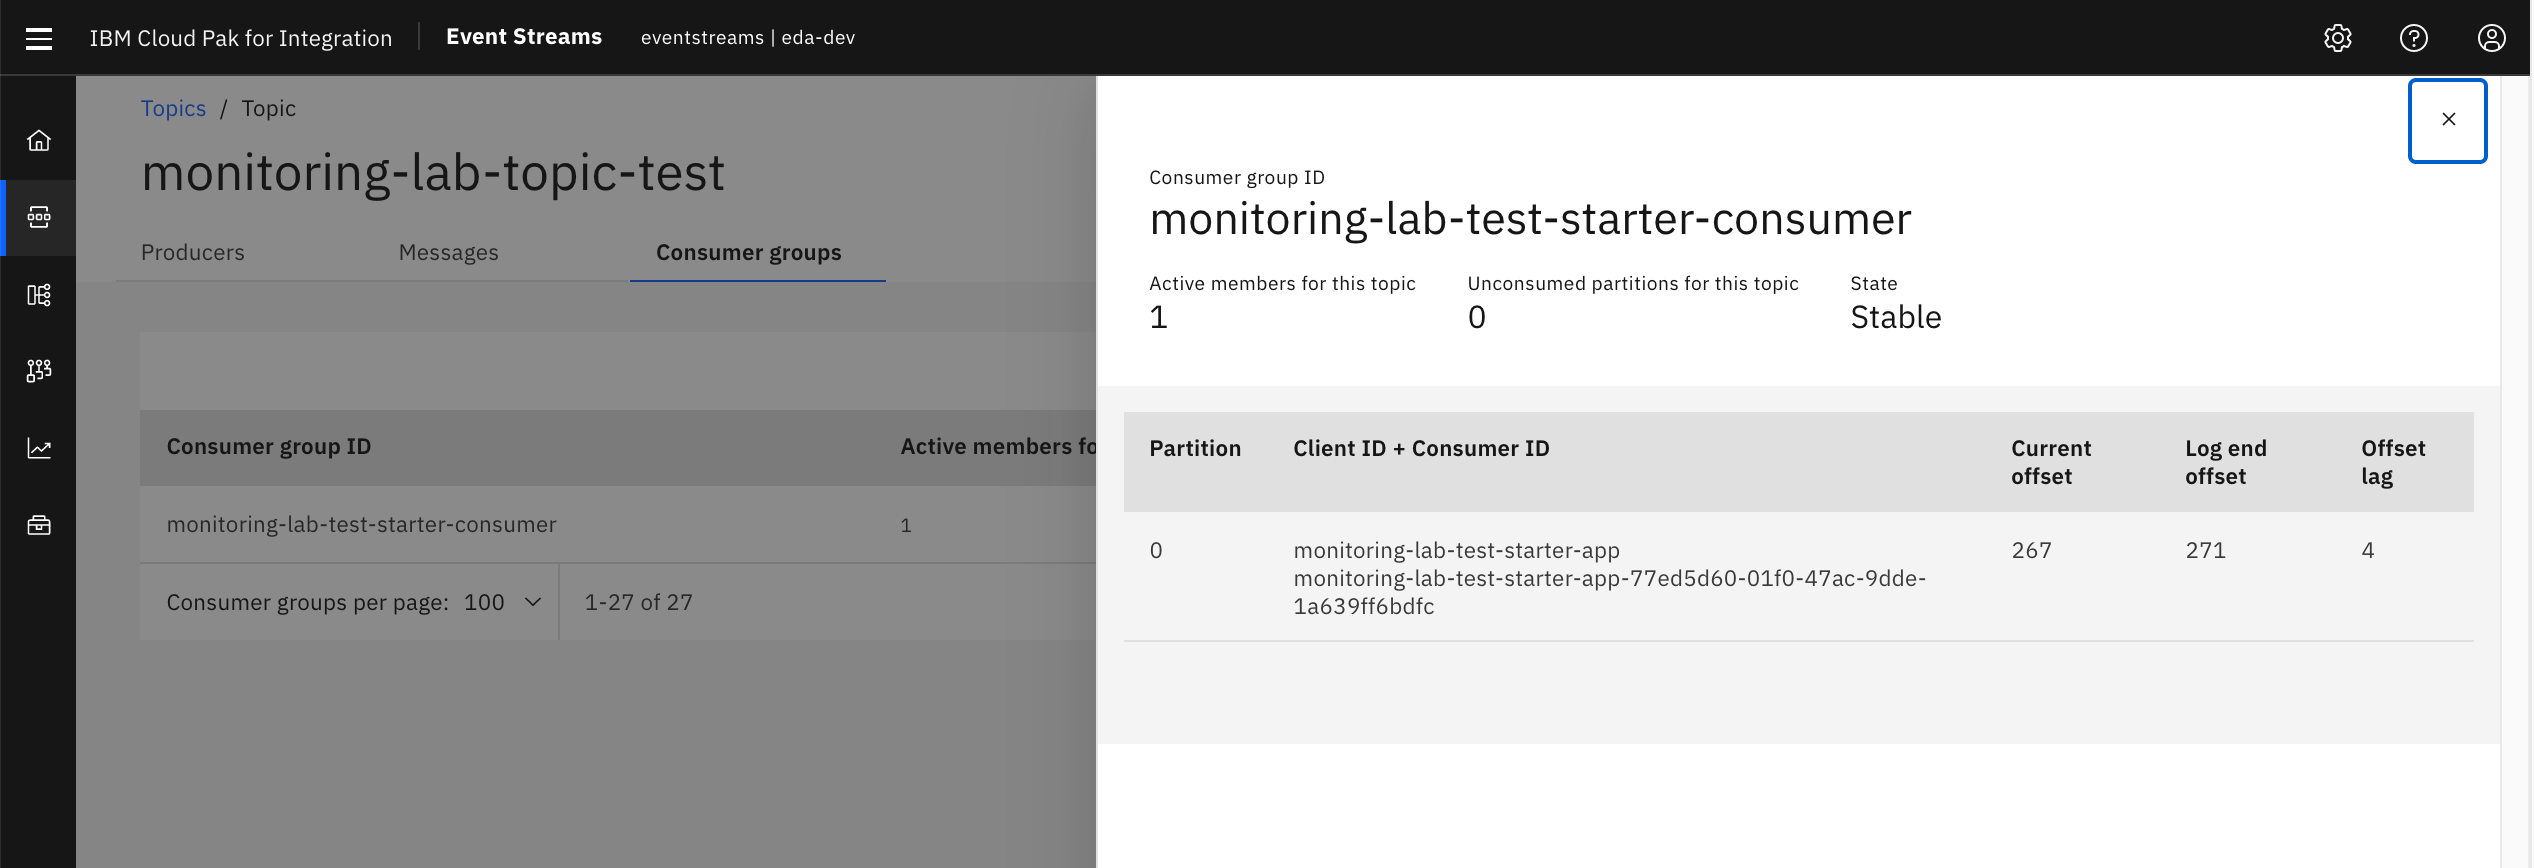 IBM Cloud Pak for Integration
Event Streams
eventstreams | eda-dev
Topics / Topic
monitoring-lab-topic-test
Producers
Messages
Consumer groups
Consumer group ID
Active members fo
monitoring-lab-test-starter-consumer
1
Consumer groups per page: 100
1-27 of 27
Consumer group ID
monitoring-lab-test-starter-consumer
Active members for this topic
1
Unconsumed partitions for this topic
0
State
Stable
Partition
Client ID + Consumer ID
Current
offset
Log end
offset
Offset
lag
0
monitoring-lab-test-starter-app
monitoring-lab-test-starter-app-77ed5d60-01f0-47ac-9dde-
1a639ff6bdfc
267
271
4